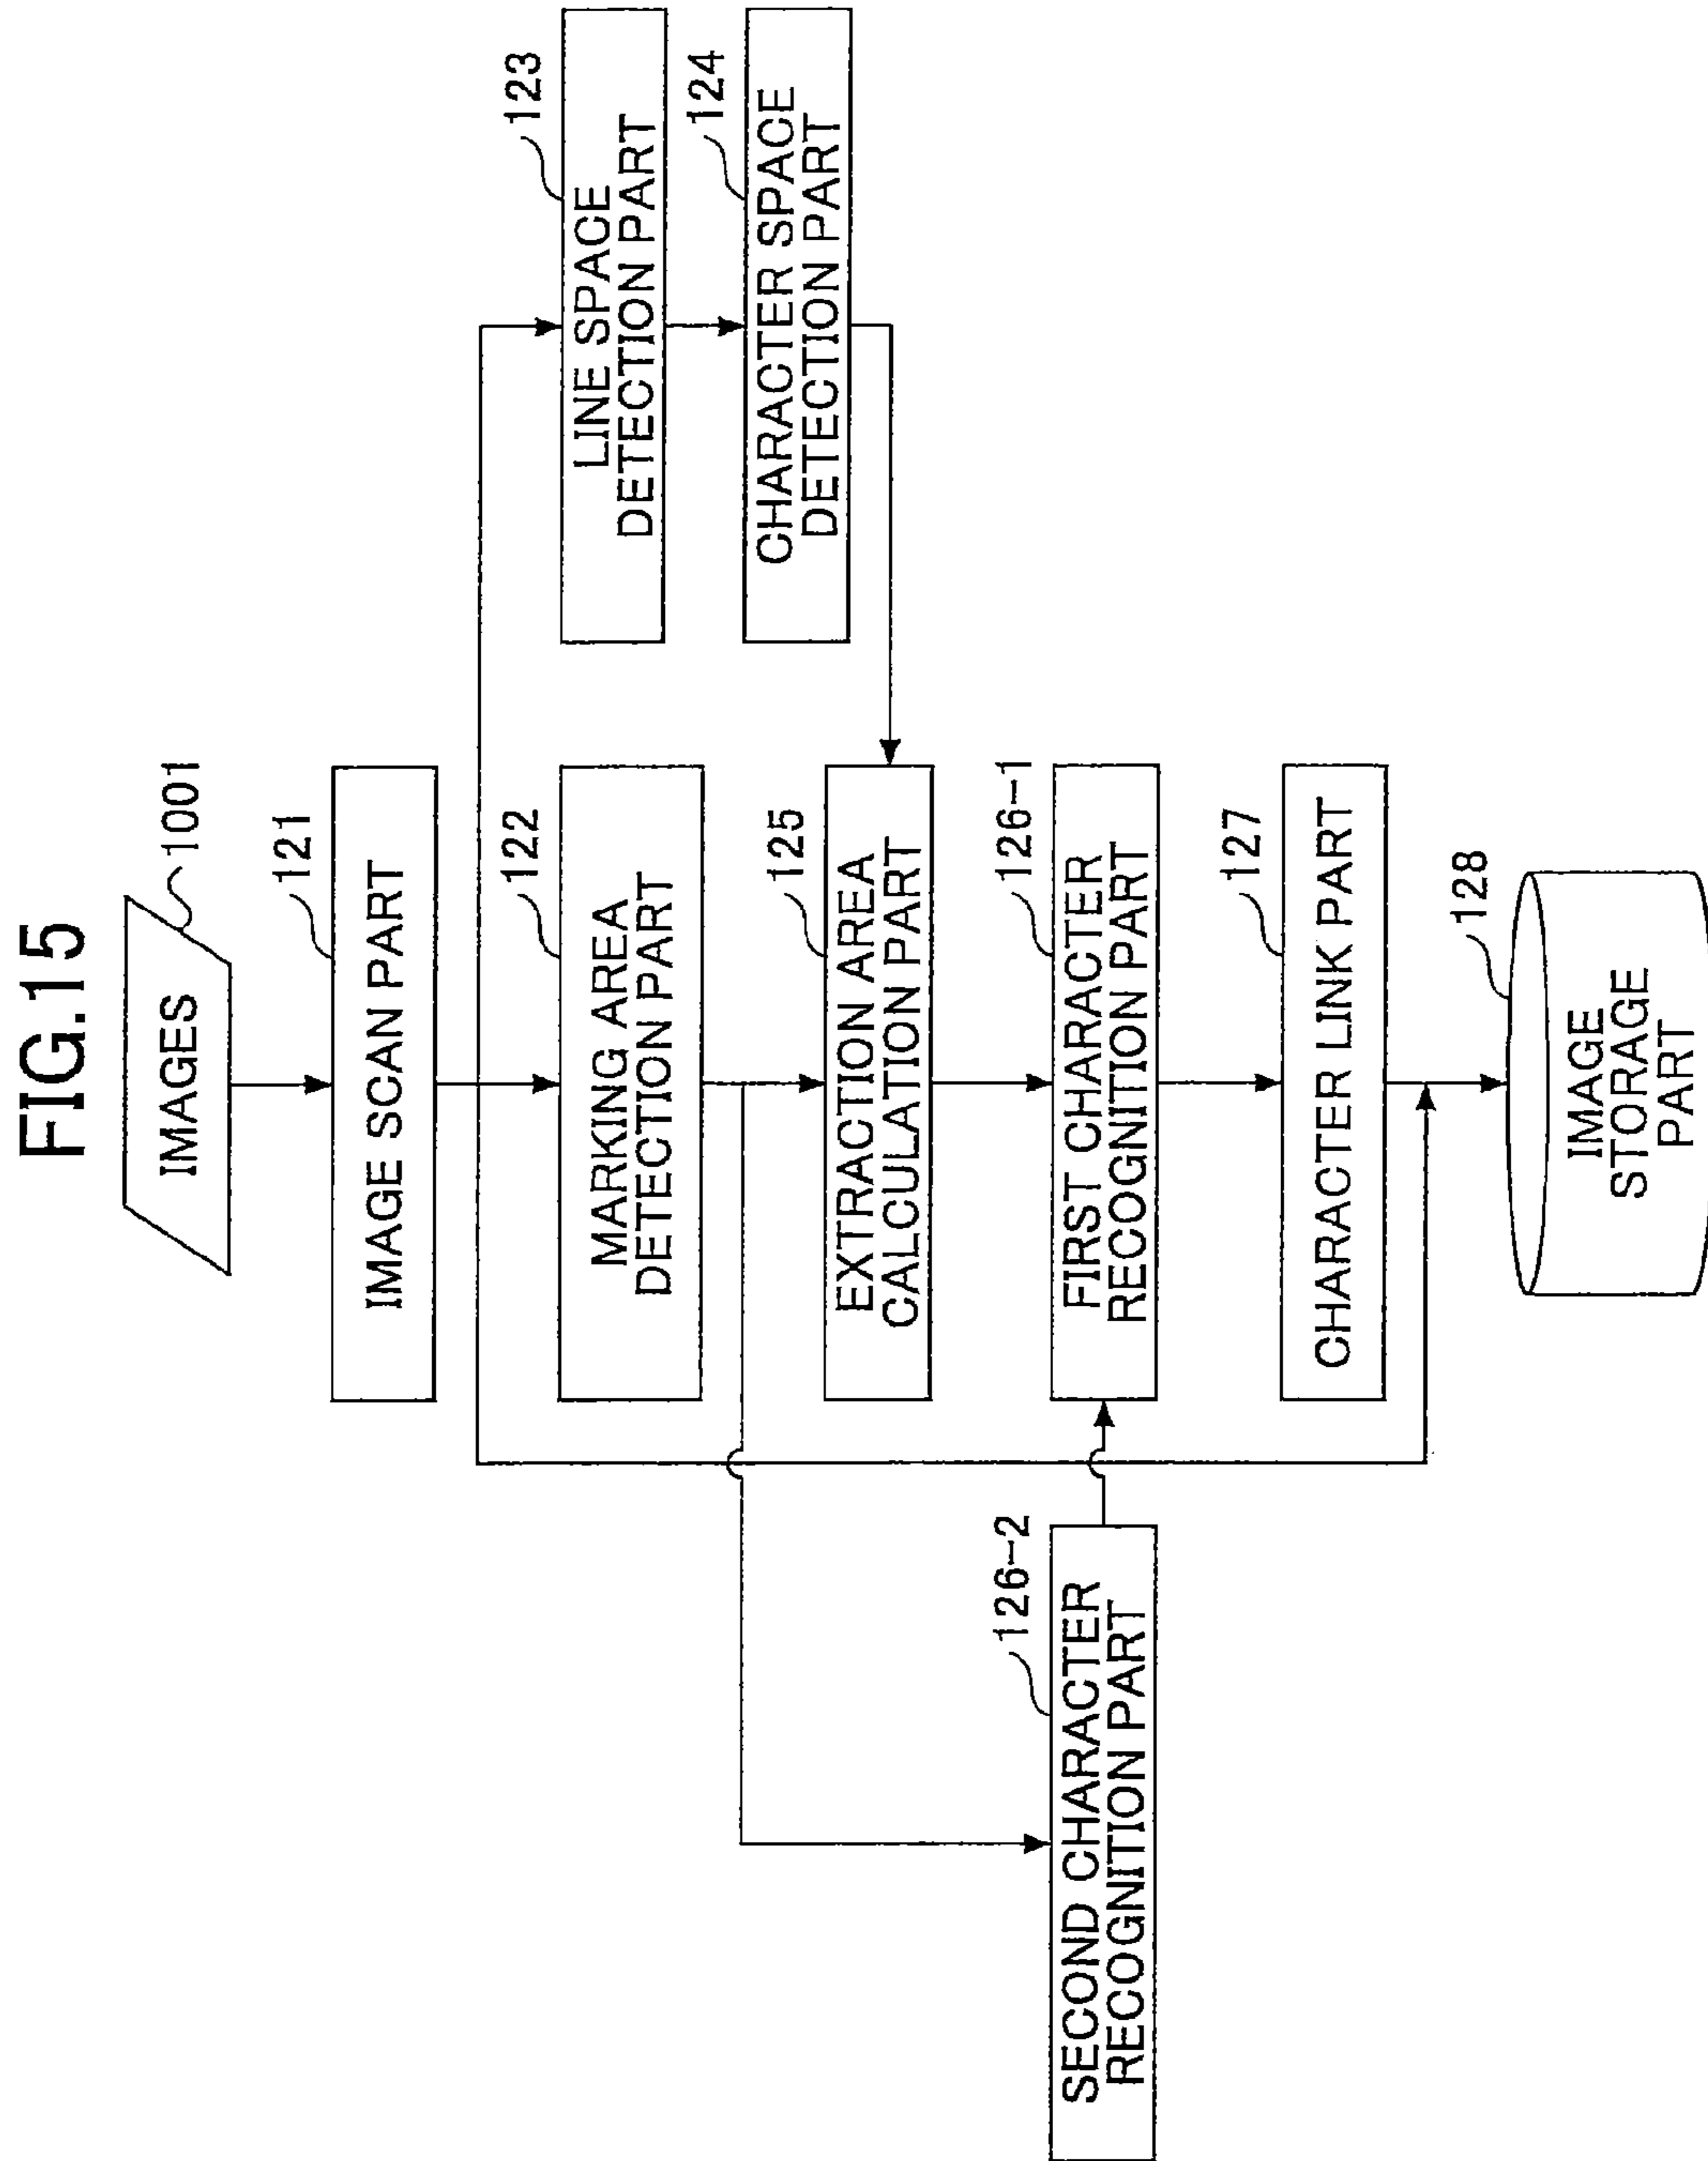 FIG.15
IMAGES
1001
121
IMAGE SCAN PART
122
MARKING AREA
DETECTION PART
123
LINE SPACE
DETECTION PART
124
CHARACTER SPACE
DETECTION PART
125
EXTRACTION AREA
CALCULATION PART
126-2
SECOND CHARACTER
RECOGNITION PART
126-1
FIRST CHARACTER
RECOGNITION PART
127
CHARACTER LINK PART
128
IMAGE
STORAGE
PART